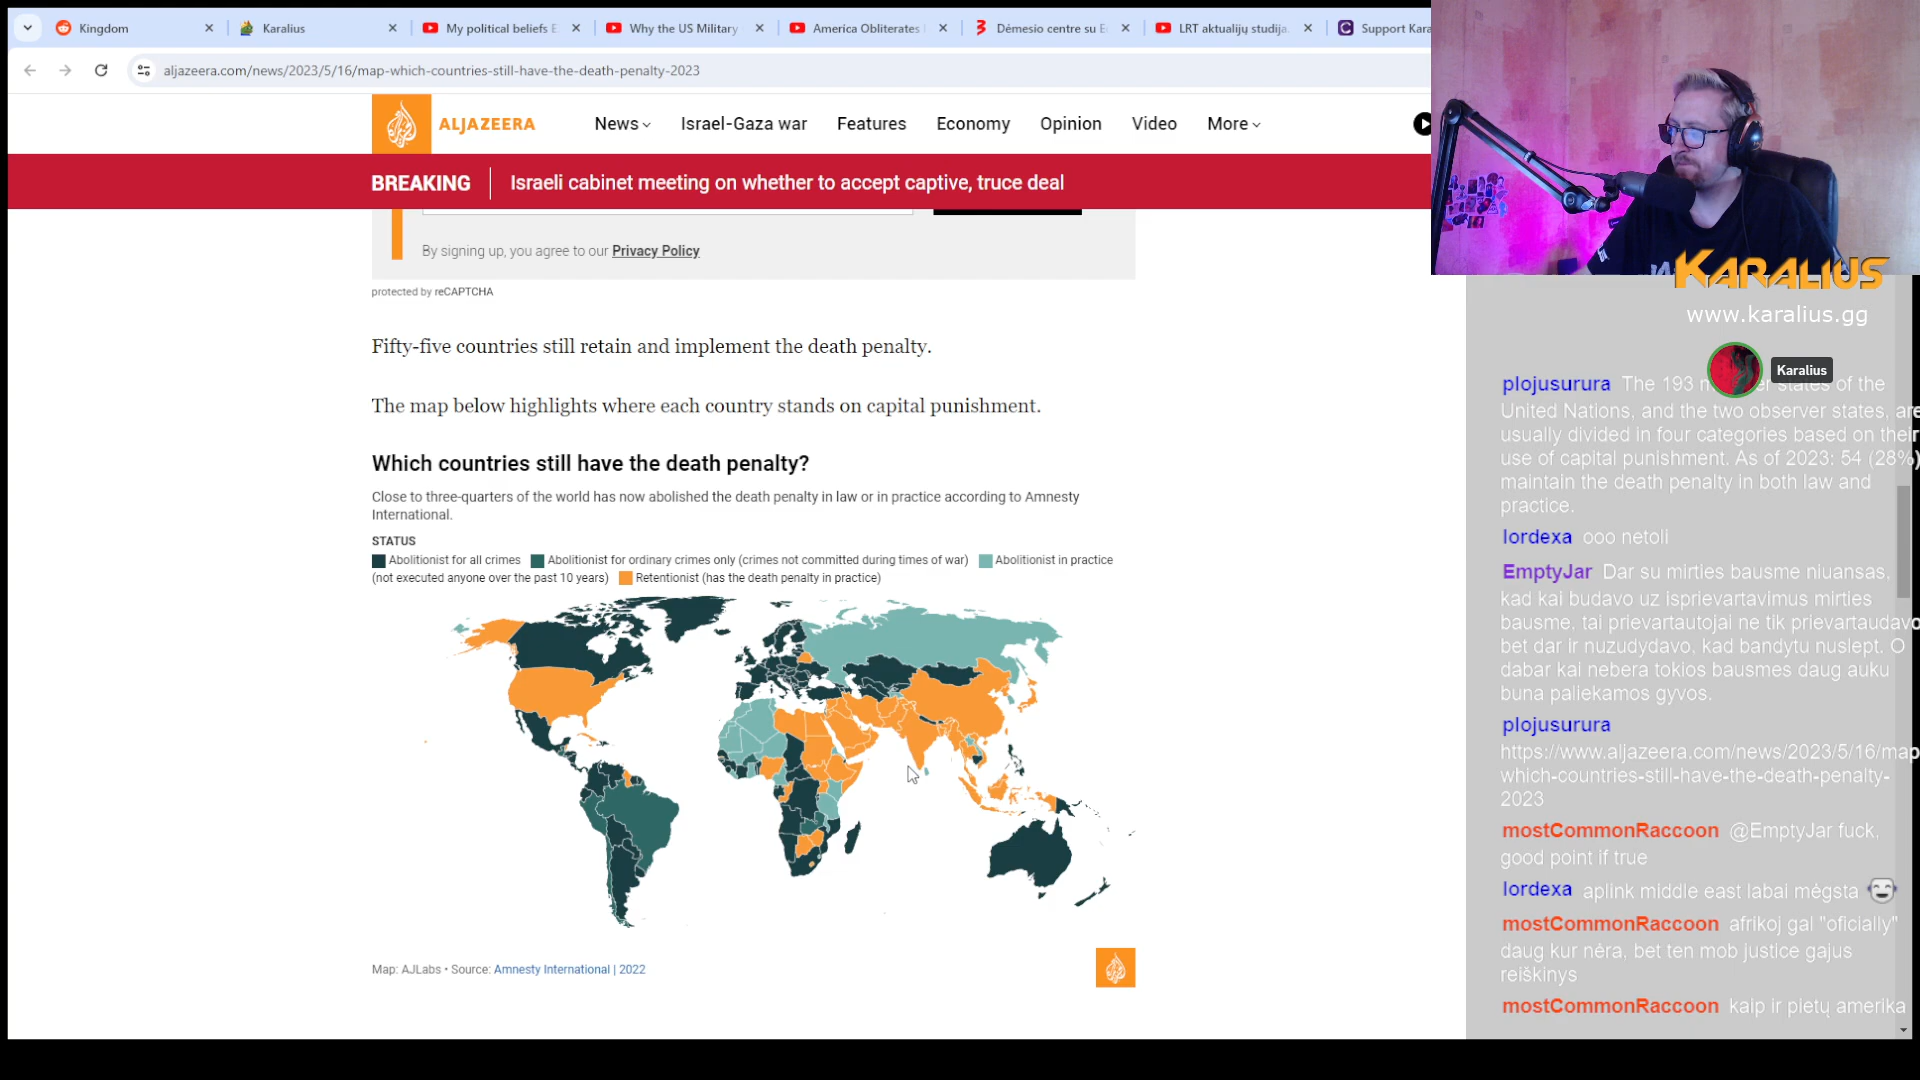 Kingdom
Karalius
My political beliefs E
Why the US Military
America Obliterates
Dėmesio centre su E
LRT aktualijų studija.
Support Kara
aljazeera.com/news/2023/5/16/map-which-countries-still-have-the-death-penalty-2023
ALJAZEERA
News
Israel-Gaza war
Features
Economy
Opinion
Video
More
BREAKING
Israeli cabinet meeting on whether to accept captive, truce deal
By signing up, you agree to our Privacy Policy
protected by reCAPTCHA
Fifty-five countries still retain and implement the death penalty.
The map below highlights where each country stands on capital punishment.
Which countries still have the death penalty?
Close to three-quarters of the world has now abolished the death penalty in law or in practice according to Amnesty
International.
STATUS
Abolitionist for all crimes Abolitionist for ordinary crimes only (crimes not committed during times of war) Abolitionist in practice
(not executed anyone over the past 10 years) Retentionist (has the death penalty in practice)
Map: AJLabs • Source: Amnesty International | 2022
KARALIUS
www.karalius.gg
Karalius
plojusurura The 193 states of the
United Nations, and the two observer states, are
usually divided in four categories based on their
use of capital punishment. As of 2023: 54 (28%)
maintain the death penalty in both law and
practice.
lordexa ooo netoli
EmptyJar Dar su mirties bausme niuansas,
kad kai budavo uz isprievartavimus mirties
bausme, tai prievartautojai ne tik prievartaudavo
bet dar ir nuzudydavo, kad bandytu nuslept. O
dabar kai nebera tokios bausmes daug auku
buna paliekamos gyvos.
plojusurura
https://www.aljazeera.com/news/2023/5/16/map-
which-countries-still-have-the-death-penalty-
2023
mostCommonRaccoon @EmptyJar fuck,
good point if true
lordexa aplink middle east labai mėgsta
mostCommonRaccoon afrikoj gal "oficially"
daug kur nėra, bet ten mob justice gajus
reiškinys
mostCommonRaccoon kaip ir pietų amerika